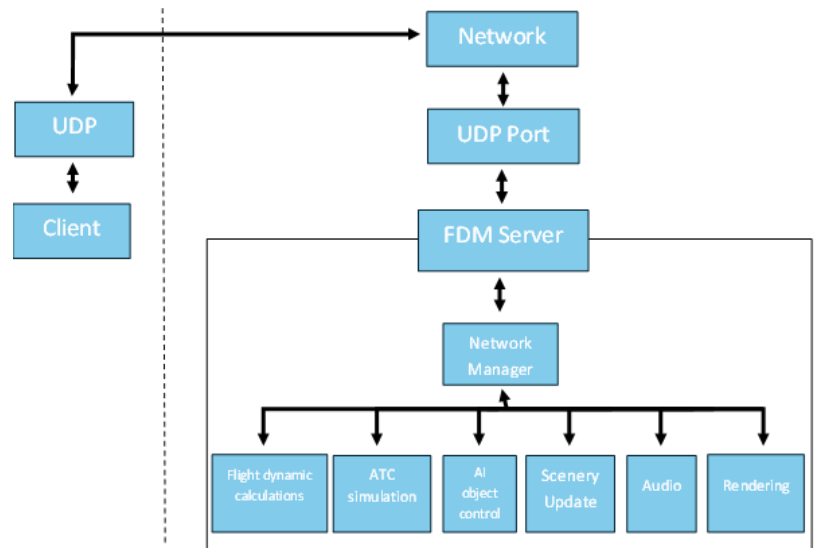 Network
UDP
UDP Port
Client
FDM Server
Network
Manager
Flight dynamic
calculations
ATC
simulation
AI
object
control
Scenery
Update
Audio
Rendering